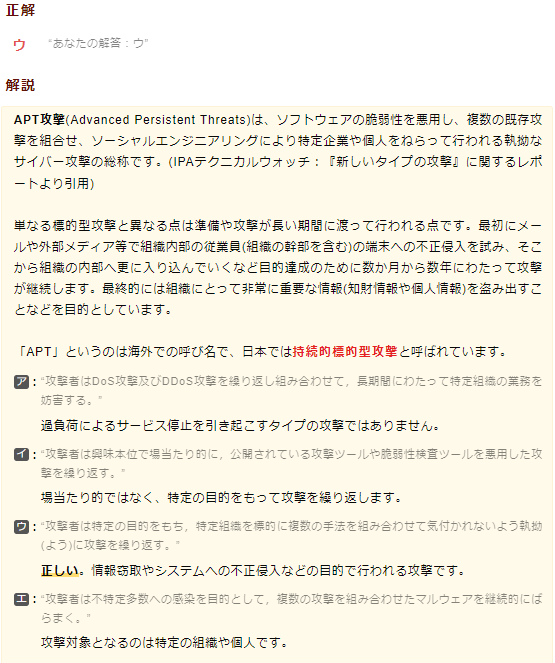 正解
ウ “あなたの解答：ウ”
解説
APT攻撃(Advanced Persistent Threats)は、ソフトウェアの脆弱性を悪用し、複数の既存攻
撃を組合せ、ソーシャルエンジニアリングにより特定企業や個人をねらって行われる執拗な
サイバー攻撃の総称です。(IPAテクニカルウォッチ：『新しいタイプの攻撃』に関するレポ
ートより引用)
単なる標的型攻撃と異なる点は準備や攻撃が長い期間に渡って行われる点です。最初にメー
ルや外部メディア等で組織内部の従業員(組織の幹部を含む)の端末への不正侵入を試み、そこ
から組織の内部へ更に入り込んでいくなど目的達成のために数か月から数年にわたって攻撃
が継続します。最終的には組織にとって非常に重要な情報(知財情報や個人情報)を盗み出すこ
となどを目的としています。
「APT」というのは海外での呼び名で、日本では持続的標的型攻撃と呼ばれています。
ア：“攻撃者はDoS攻撃及びDDoS攻撃を繰り返し組み合わせて，長期間にわたって特定組織の業務を
妨害する。”
過負荷によるサービス停止を引き起こすタイプの攻撃ではありません。
イ：“攻撃者は興味本位で場当たり的に，公開されている攻撃ツールや脆弱性検査ツールを悪用した攻
撃を繰り返す。”
場当たり的ではなく、特定の目的をもって攻撃を繰り返します。
ウ：“攻撃者は特定の目的をもち，特定組織を標的に複数の手法を組み合わせて気付かれないよう執拗
(よう)に攻撃を繰り返す。”
正しい。情報窃取やシステムへの不正侵入などの目的で行われる攻撃です。
エ：“攻撃者は不特定多数への感染を目的として，複数の攻撃を組み合わせたマルウェアを継続的にば
らまく。”
攻撃対象となるのは特定の組織や個人です。